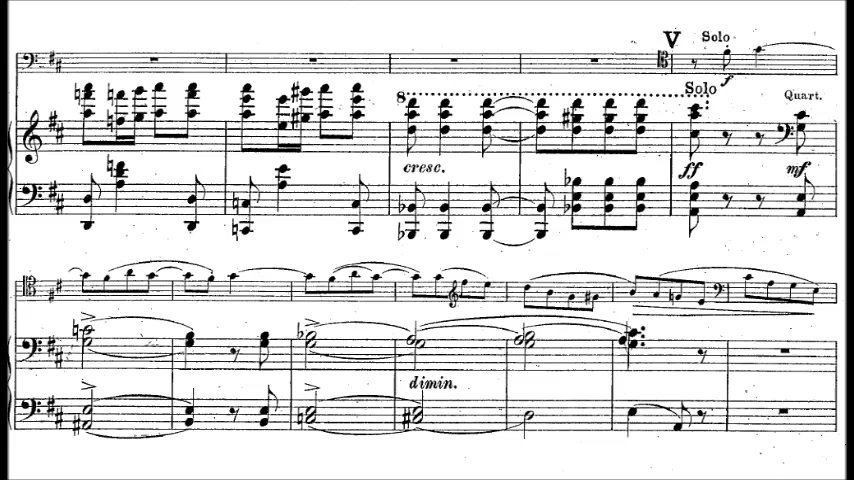 V Solo
f
8 Solo Quart.
cresc. ff mf
dimin.